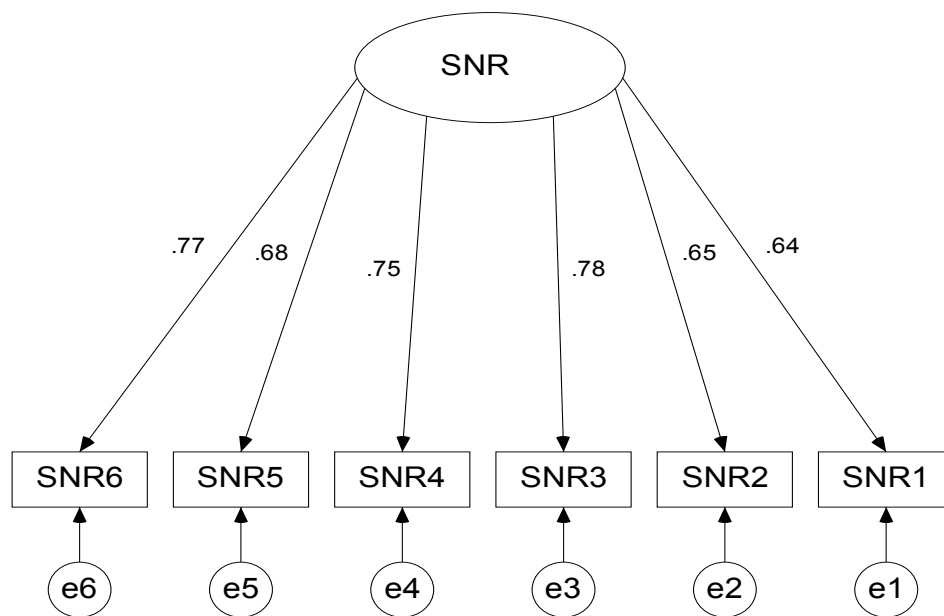 SNR
.77
.68
.75
.78
.65
.64
SNR6
SNR5
SNR4
SNR3
SNR2
SNR1
e6
e5
e4
e3
e2
e1